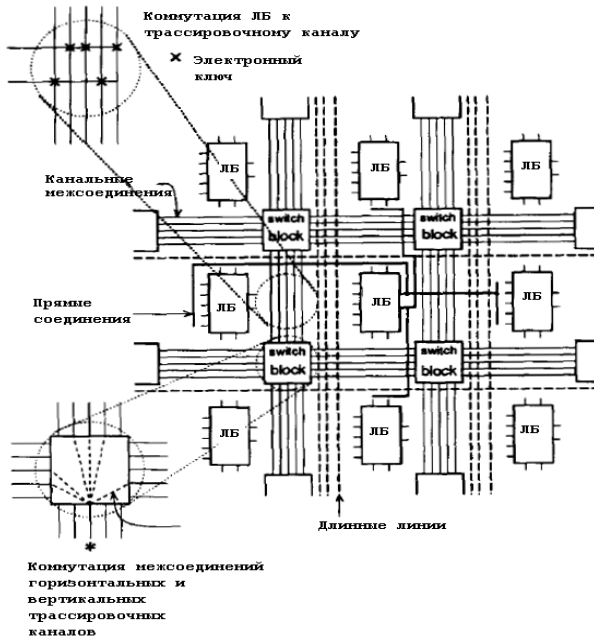 Коммутация ЛБ к
трассировочному каналу
× Электронный
ключ
ЛБ
ЛБ
ЛБ
Канальные
межсоединения
switch
block
switch
block
Прямые
соединения
ЛБ
ЛБ
ЛБ
switch
block
switch
block
ЛБ
ЛБ
ЛБ
Длинные линии
*
Коммутация межсоединений
горизонтальных и
вертикальных
трассировочных
каналов